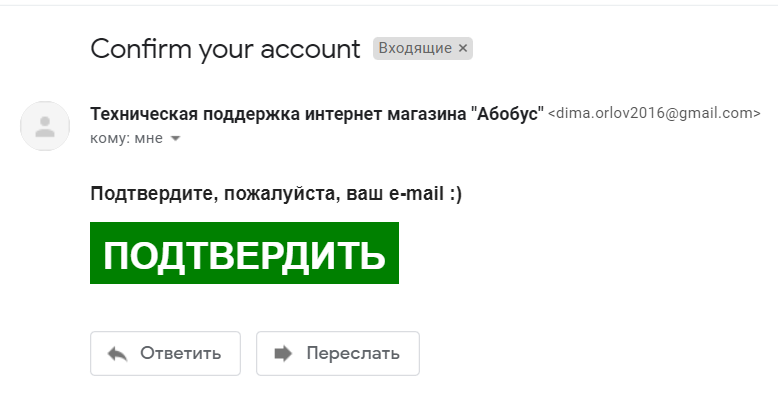 Confirm your account Входящие ×
Техническая поддержка интернет магазина "Абобус" <dima.orlov2016@gmail.com>
кому: мне
Подтвердите, пожалуйста, ваш e-mail :)
ПОДТВЕРДИТЬ
Ответить Переслать